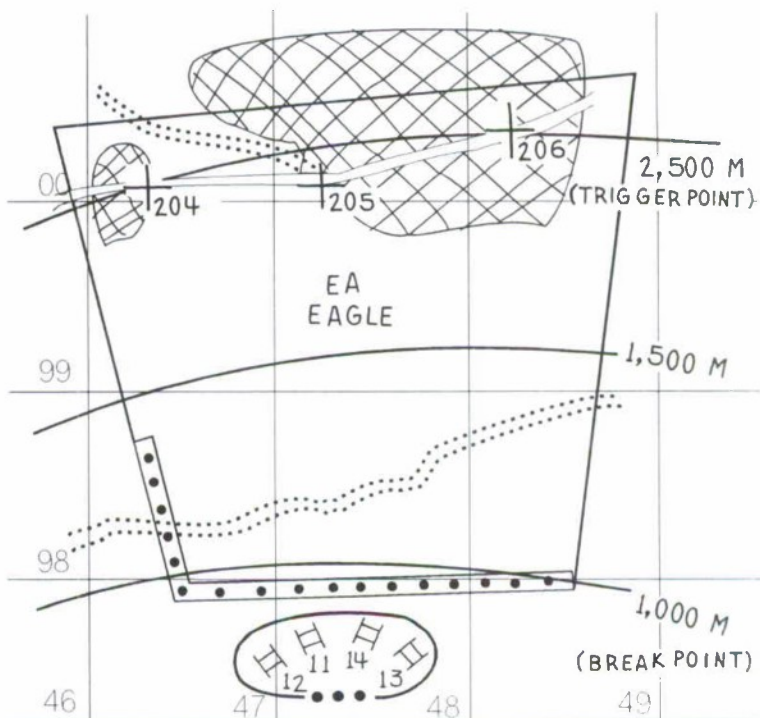 206
2,500 M
(TRIGGER POINT)
00
204
205
EA
EAGLE
1,500 M
99
98
1,000 M
(BREAK POINT)
12
11
14
13
46
47
48
49